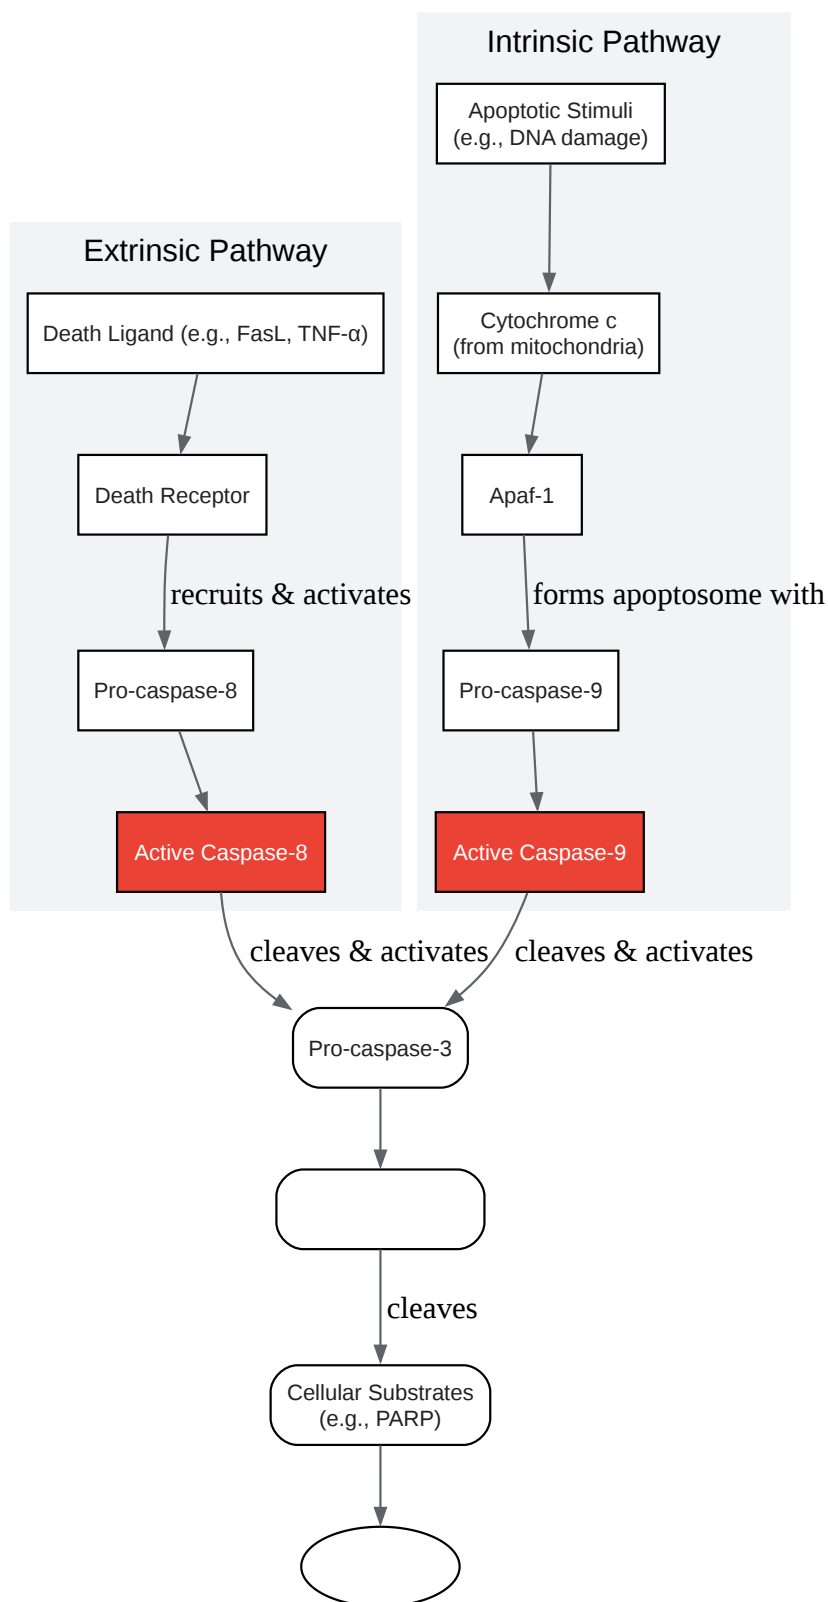 Intrinsic Pathway
Apoptotic Stimuli
(e.g., DNA damage)
Extrinsic Pathway
Death Ligand (e.g., FasL, TNF-α)
Cytochrome c
(from mitochondria)
Death Receptor
Apaf-1
recruits & activates
forms apoptosome with
Pro-caspase-8
Pro-caspase-9
Active Caspase-8
Active Caspase-9
cleaves & activates
cleaves & activates
Pro-caspase-3
cleaves
Cellular Substrates
(e.g., PARP)